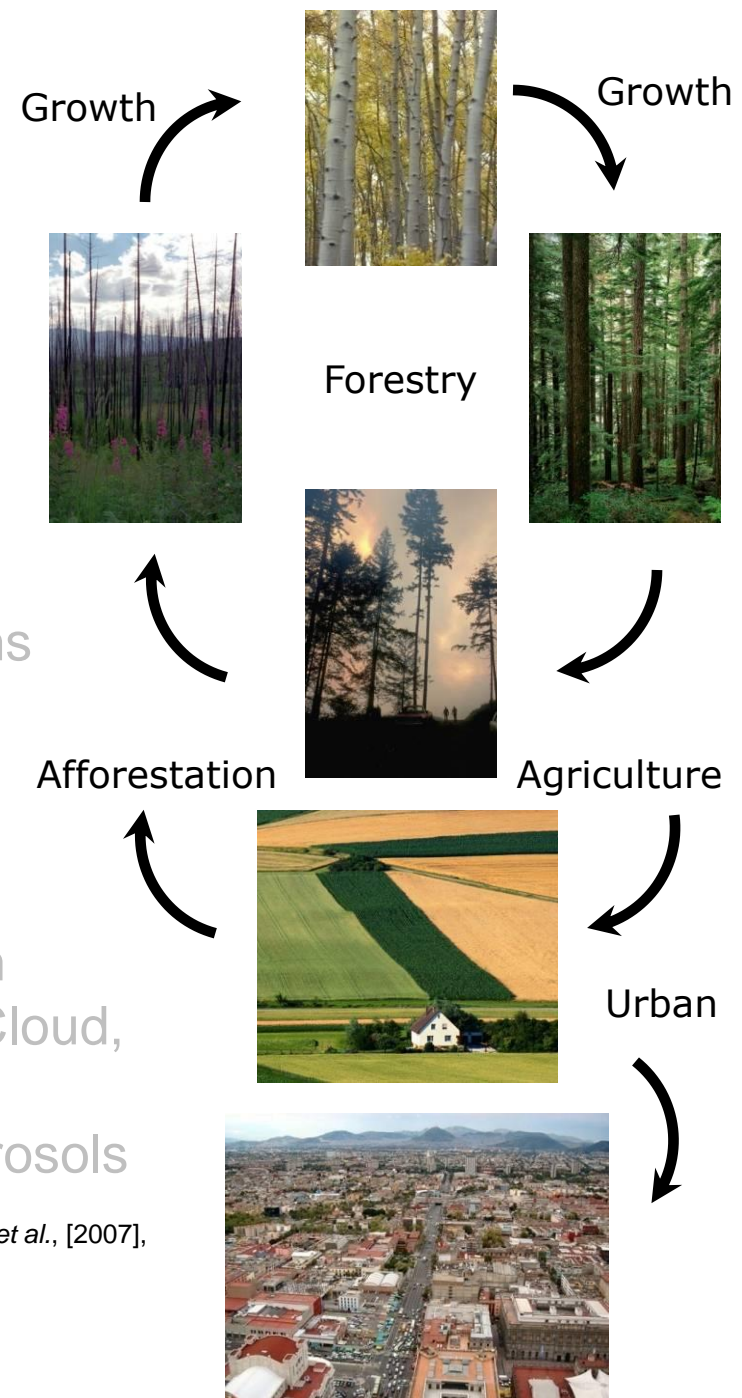 Growth
Growth
Forestry
Afforestation
Agriculture
Cloud,
Urban
rosols
et al., [2007],